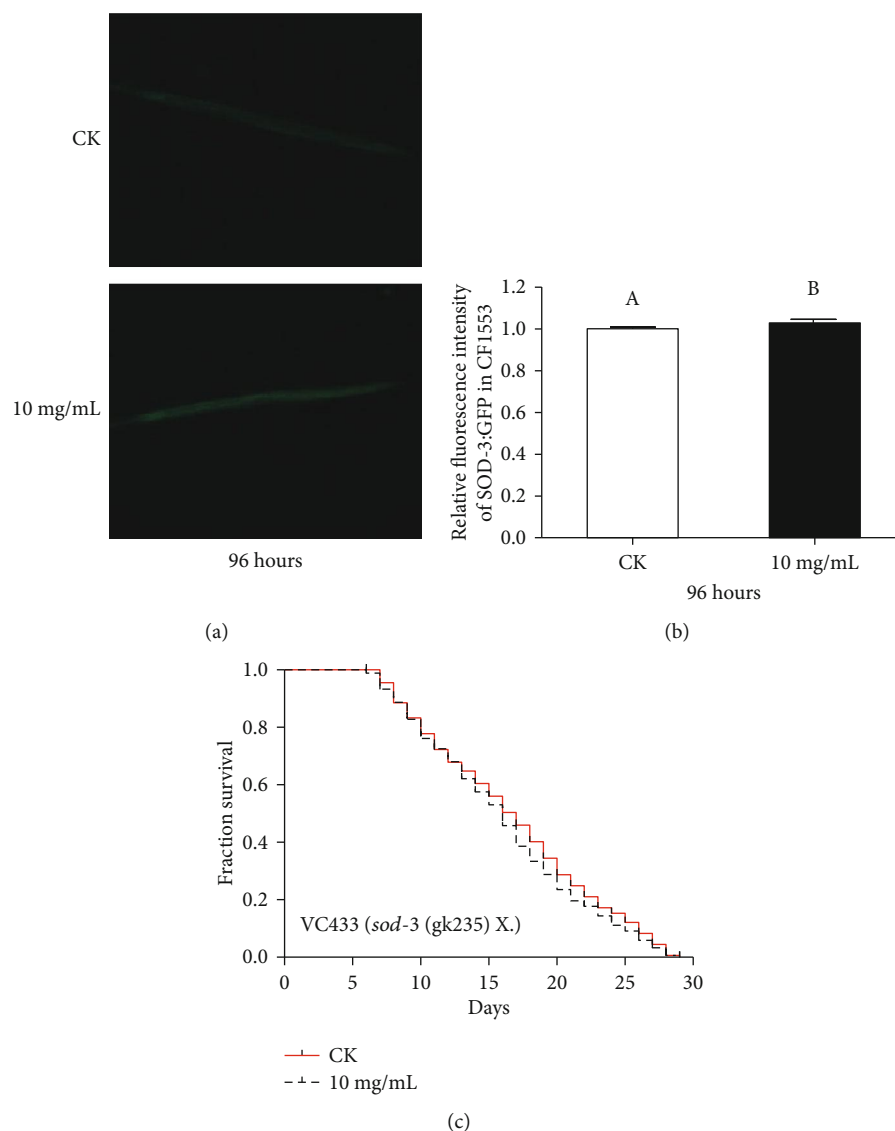 CK
10 mg/mL
96 hours
(a)
Relative fluorescence intensity
of SOD-3:GFP in CF1553
1.2
1.0
0.8
0.6
0.4
0.2
0.0
A
B
CK
10 mg/mL
96 hours
(b)
Fraction survival
1.0
0.8
0.6
0.4
0.2
0.0
VC433 (sod-3 (gk235) X.)
0 5 10 15 20 25 30
Days
CK
10 mg/mL
(c)